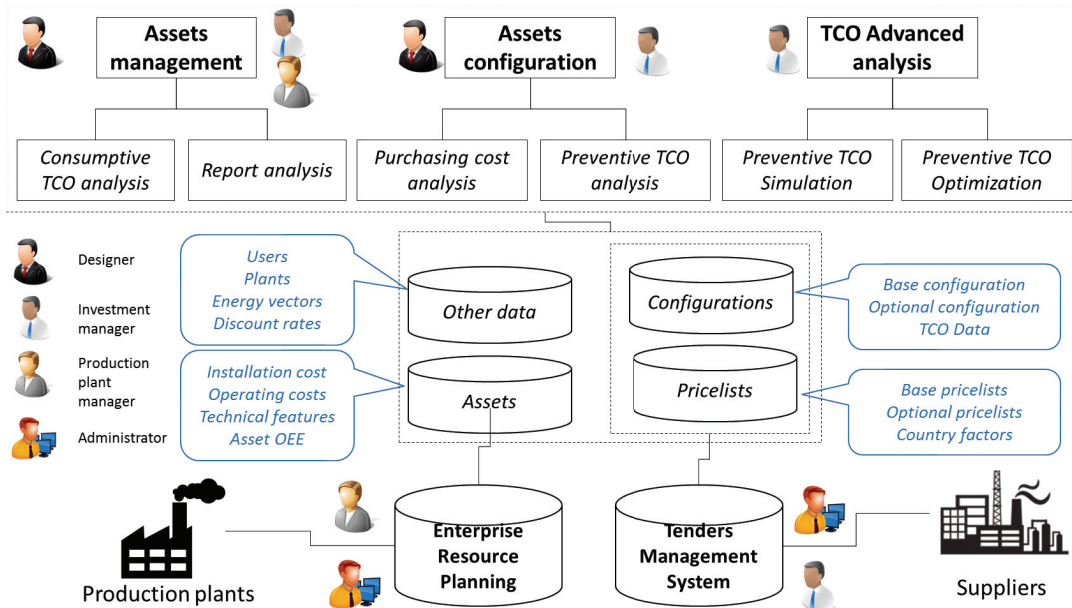 Assets
management
Assets
configuration
TCO Advanced
analysis
Consumptive
TCO analysis
Report analysis
Purchasing cost
analysis
Preventive TCO
analysis
Preventive TCO
Simulation
Preventive TCO
Optimization
Designer
Investment
manager
Production
plant
manager
Administrator
Users
Plants
Energy vectors
Discount rates
Installation cost
Operating costs
Technical features
Asset OEE
Other data
Assets
Configurations
Pricelists
Base configuration
Optional configuration
TCO Data
Base pricelists
Optional pricelists
Country factors
Production plants
Enterprise
Resource
Planning
Tenders
Management
System
Suppliers